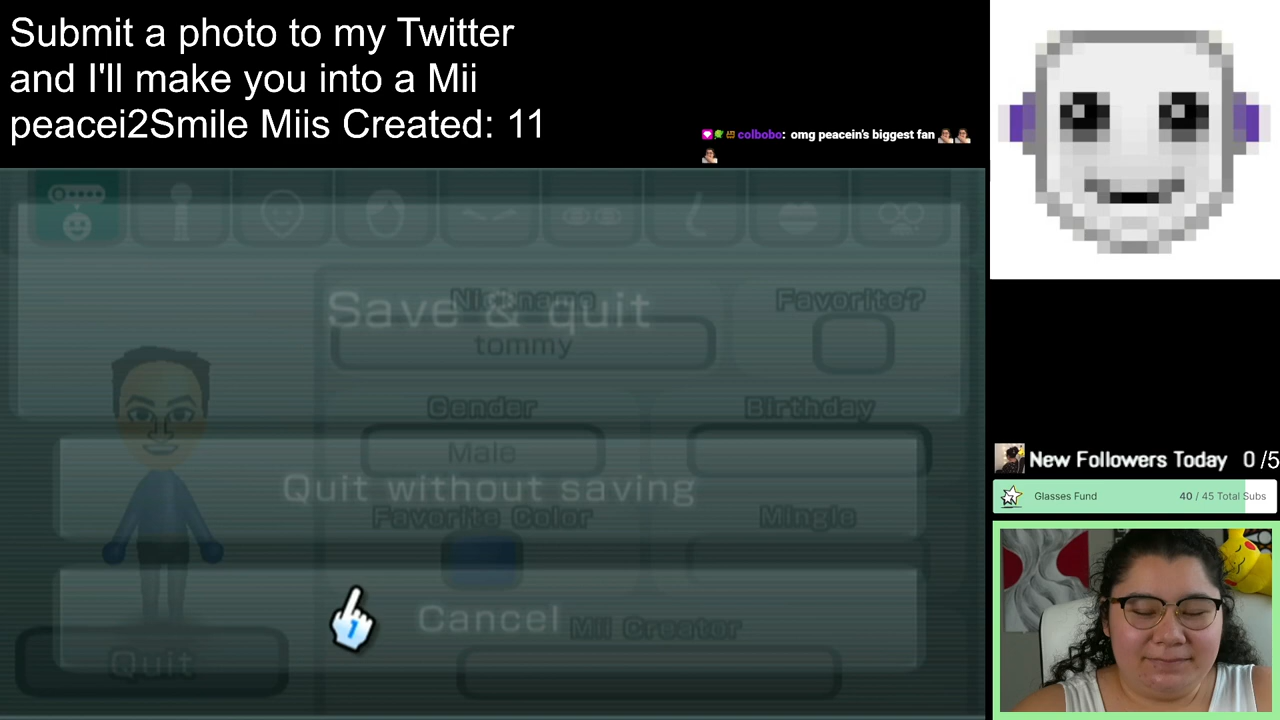 Submit a photo to my Twitter
and I'll make you into a Mii
peacei2Smile Miis Created: 11
colbobo: omg peacein's biggest fan
Nickname
Favorite?
Save & quit
tommy
Gender
Birthday
Male
Quit without saving
Favorite Color
Mingle
Cancel
Mii Creator
Quit
1
New Followers Today 0 /5
Glasses Fund 40 / 45 Total Subs